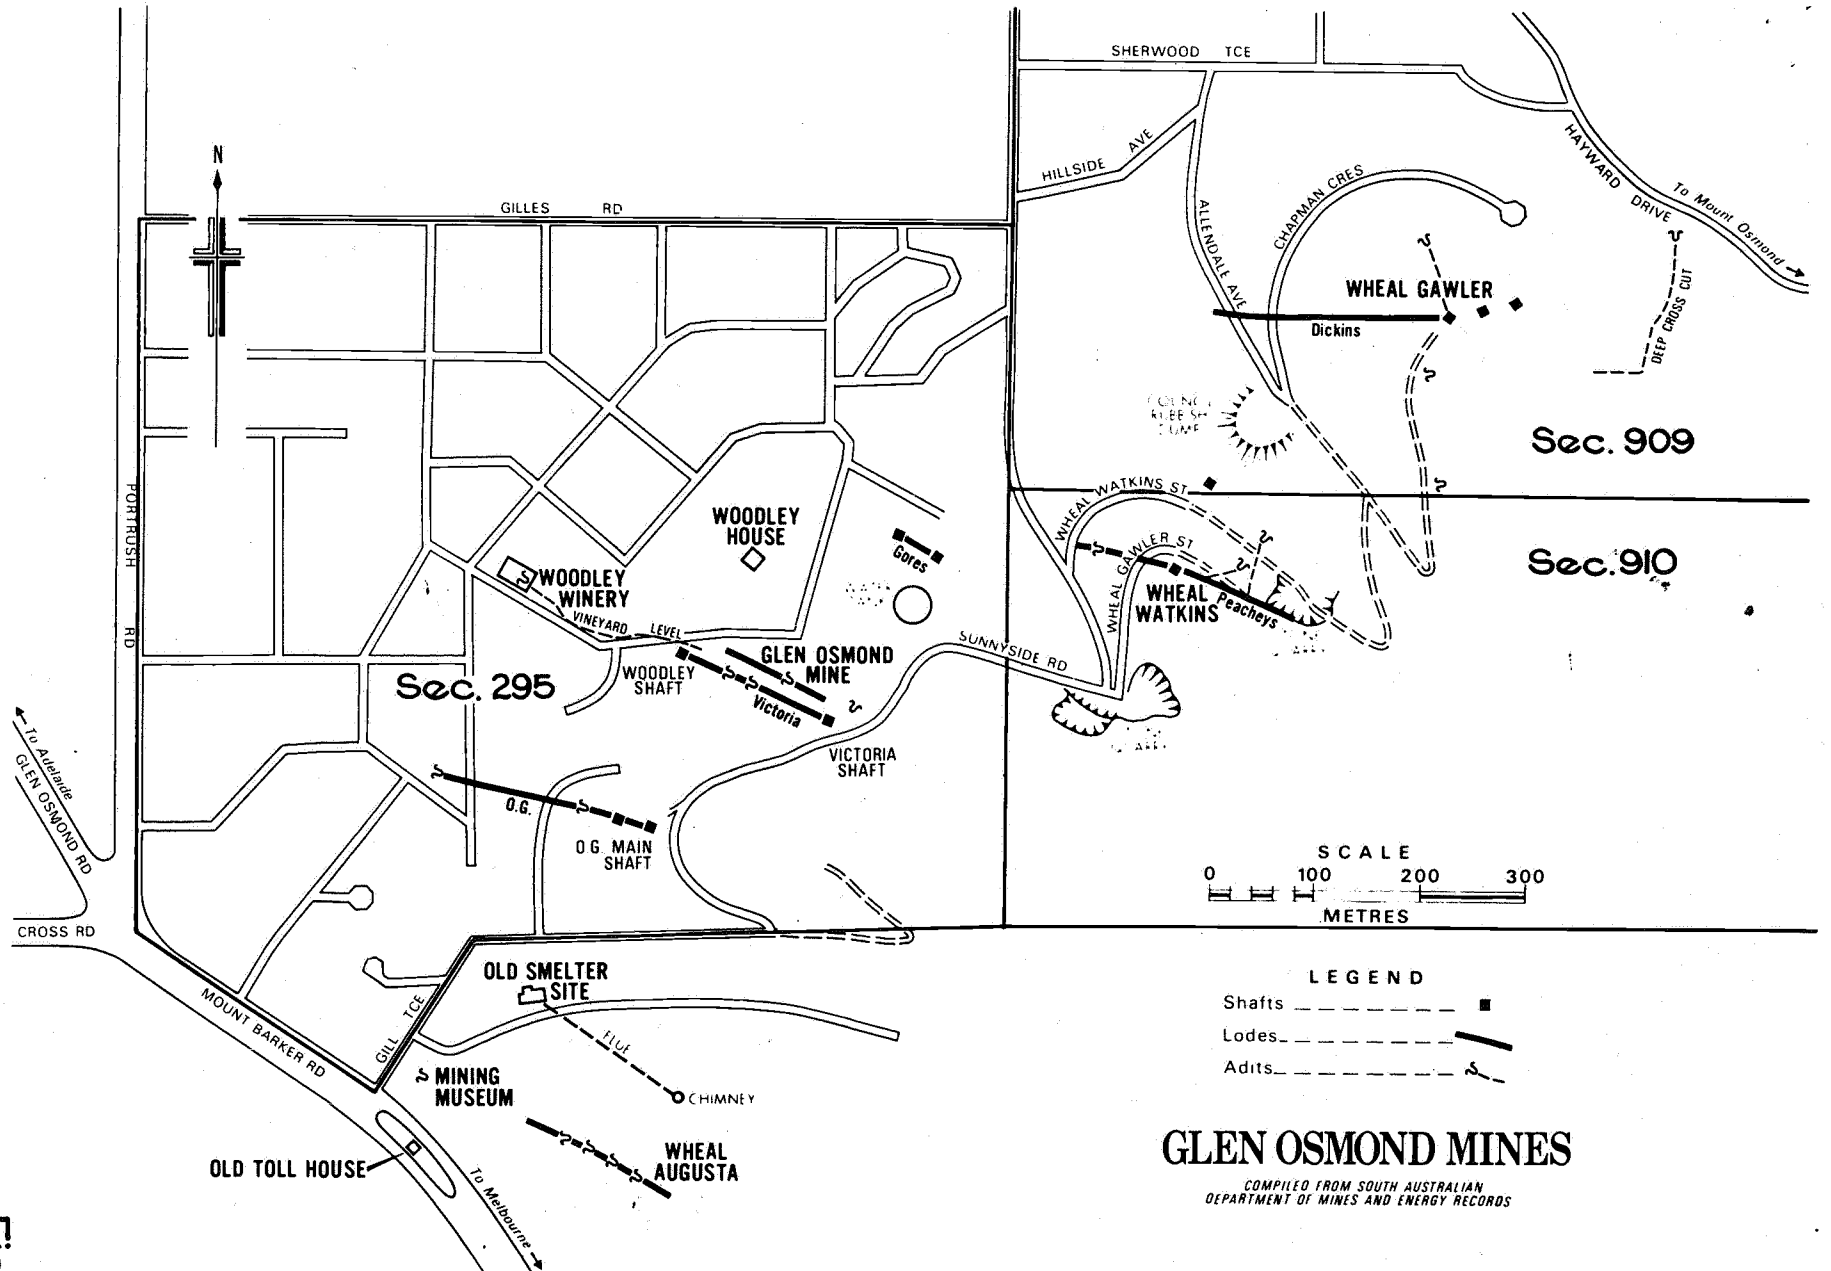 SHERWOOD TCE
HILLSIDE AVE
HAYWARD DRIVE
To Mount Osmond
N
GILLES RD
ALLENDALE AVE
CHAPMAN CRES
WHEAL GAWLER
Dickins
DEEP CROSS CUT
Sec. 909
PORTRUSH RD
WHEAL WATKINS ST
WHEAL GAWLER ST
WOODLEY
HOUSE
Gores
Sec. 910
WOODLEY
WINERY
VINEYARD LEVEL
WHEAL
WATKINS
Peacheys
SUNNYSIDE RD
WOODLEY
SHAFT
GLEN OSMOND
MINE
Sec. 295
Victoria
VICTORIA
SHAFT
To Adelaide
GLEN OSMOND RD
O.G.
O.G. MAIN
SHAFT
SCALE
0 100 200 300
METRES
CROSS RD
OLD SMELTER
SITE
LEGEND
Shafts
Lodes
Adits
MOUNT BARKER RD
GILL TCE
FLUE
MINING
MUSEUM
CHIMNEY
WHEAL
AUGUSTA
OLD TOLL HOUSE
To Melbourne
GLEN OSMOND MINES
COMPILED FROM SOUTH AUSTRALIAN
DEPARTMENT OF MINES AND ENERGY RECORDS